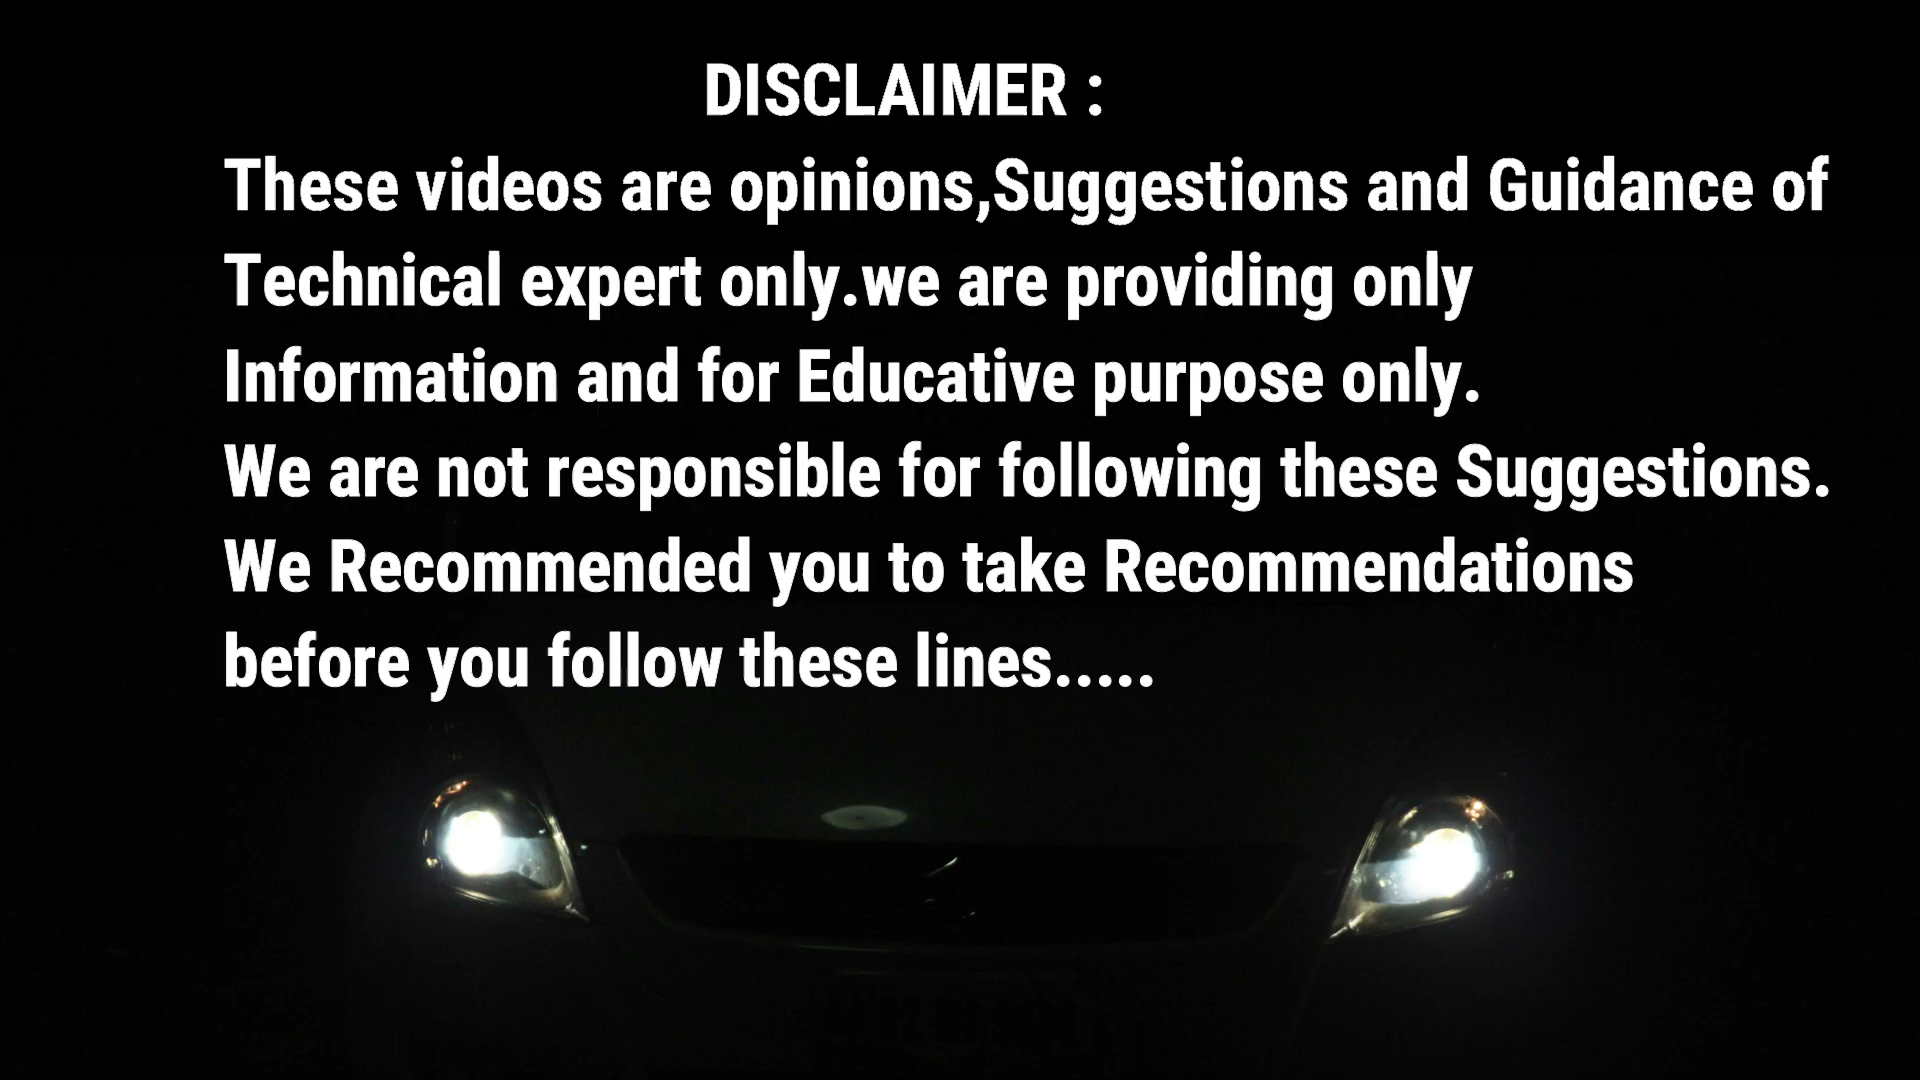 DISCLAIMER :
These videos are opinions,Suggestions and Guidance of
Technical expert only.we are providing only
Information and for Educative purpose only.
We are not responsible for following these Suggestions.
We Recommended you to take Recommendations
before you follow these lines.....